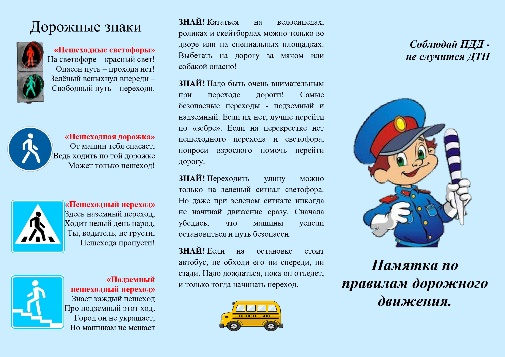 Дорожные знаки
«Пешеходные светофоры»
На светофоре – красный свет!
Опасен путь – прохода нет!
Зелёный вспыхнул впереди –
Свободный путь – переходи.
«Пешеходная дорожка»
От машин тебя спасает,
Ведь ходить по той дорожке
Может только пешеход!
«Пешеходный переход»
Здесь наземный переход,
Ходит целый день народ.
Ты, водитель, не грусти,
Пешехода пропусти!
«Подземный
пешеходный переход»
Знает каждый пешеход
Про подземный этот ход.
Город он не украшает,
Но машинам не мешает
ЗНАЙ! Кататься на велосипедах,
роликах и скейтбордах можно только во
дворе или на специальных площадках.
Выбегать на дорогу за мячом или
собакой опасно!
ЗНАЙ! Надо быть очень внимательным
при переходе дороги! Самые
безопасные переходы - подземный и
надземный. Если их нет, лучше перейти
по «зебре». Если на перекрестке нет
пешеходного перехода и светофора,
попроси взрослого помочь перейти
дорогу.
ЗНАЙ! Переходить улицу можно
только на зеленый сигнал светофора.
Но даже при зеленом сигнале никогда
не начинай движение сразу. Сначала
убедись, что машины успели
остановиться и путь безопасен.
ЗНАЙ! Если на остановке стоит
автобус, не обходи его ни спереди, ни
сзади. Надо дождаться, пока он отъедет,
и только тогда начинать переход.
Соблюдай ПДД -
не случится ДТП
Памятка по
правилам дорожного
движения.